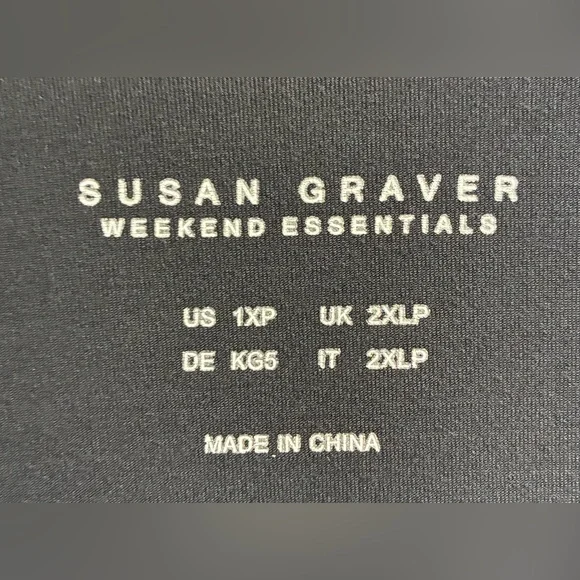 SUSAN GRAVER
WEEKEND ESSENTIALS
US 1XP UK 2XLP
DE KG5 IT 2XLP
MADE IN CHINA